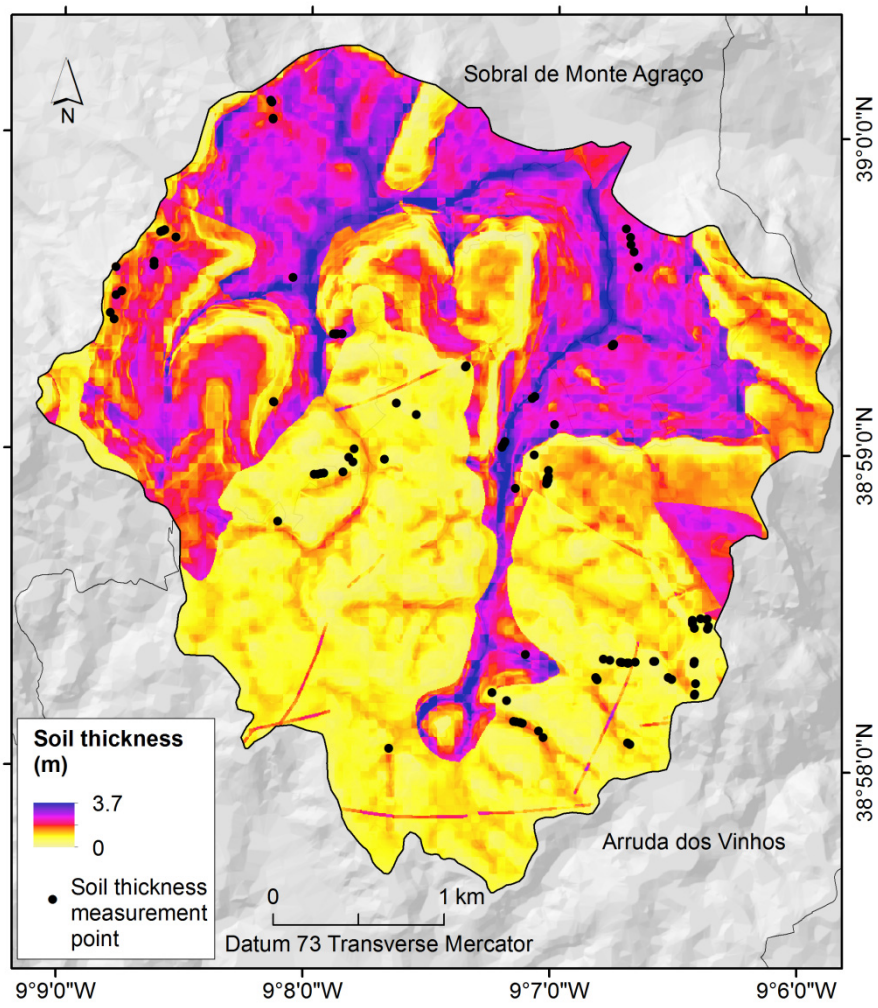 Sobral de Monte Agraço
N
39°0'0"N
38°59'0"N
38°58'0"N
Soil thickness
(m)
3.7
0
Soil thickness
measurement
point
Arruda dos Vinhos
0 1 km
Datum 73 Transverse Mercator
9°9'0"W 9°8'0"W 9°7'0"W 9°6'0"W